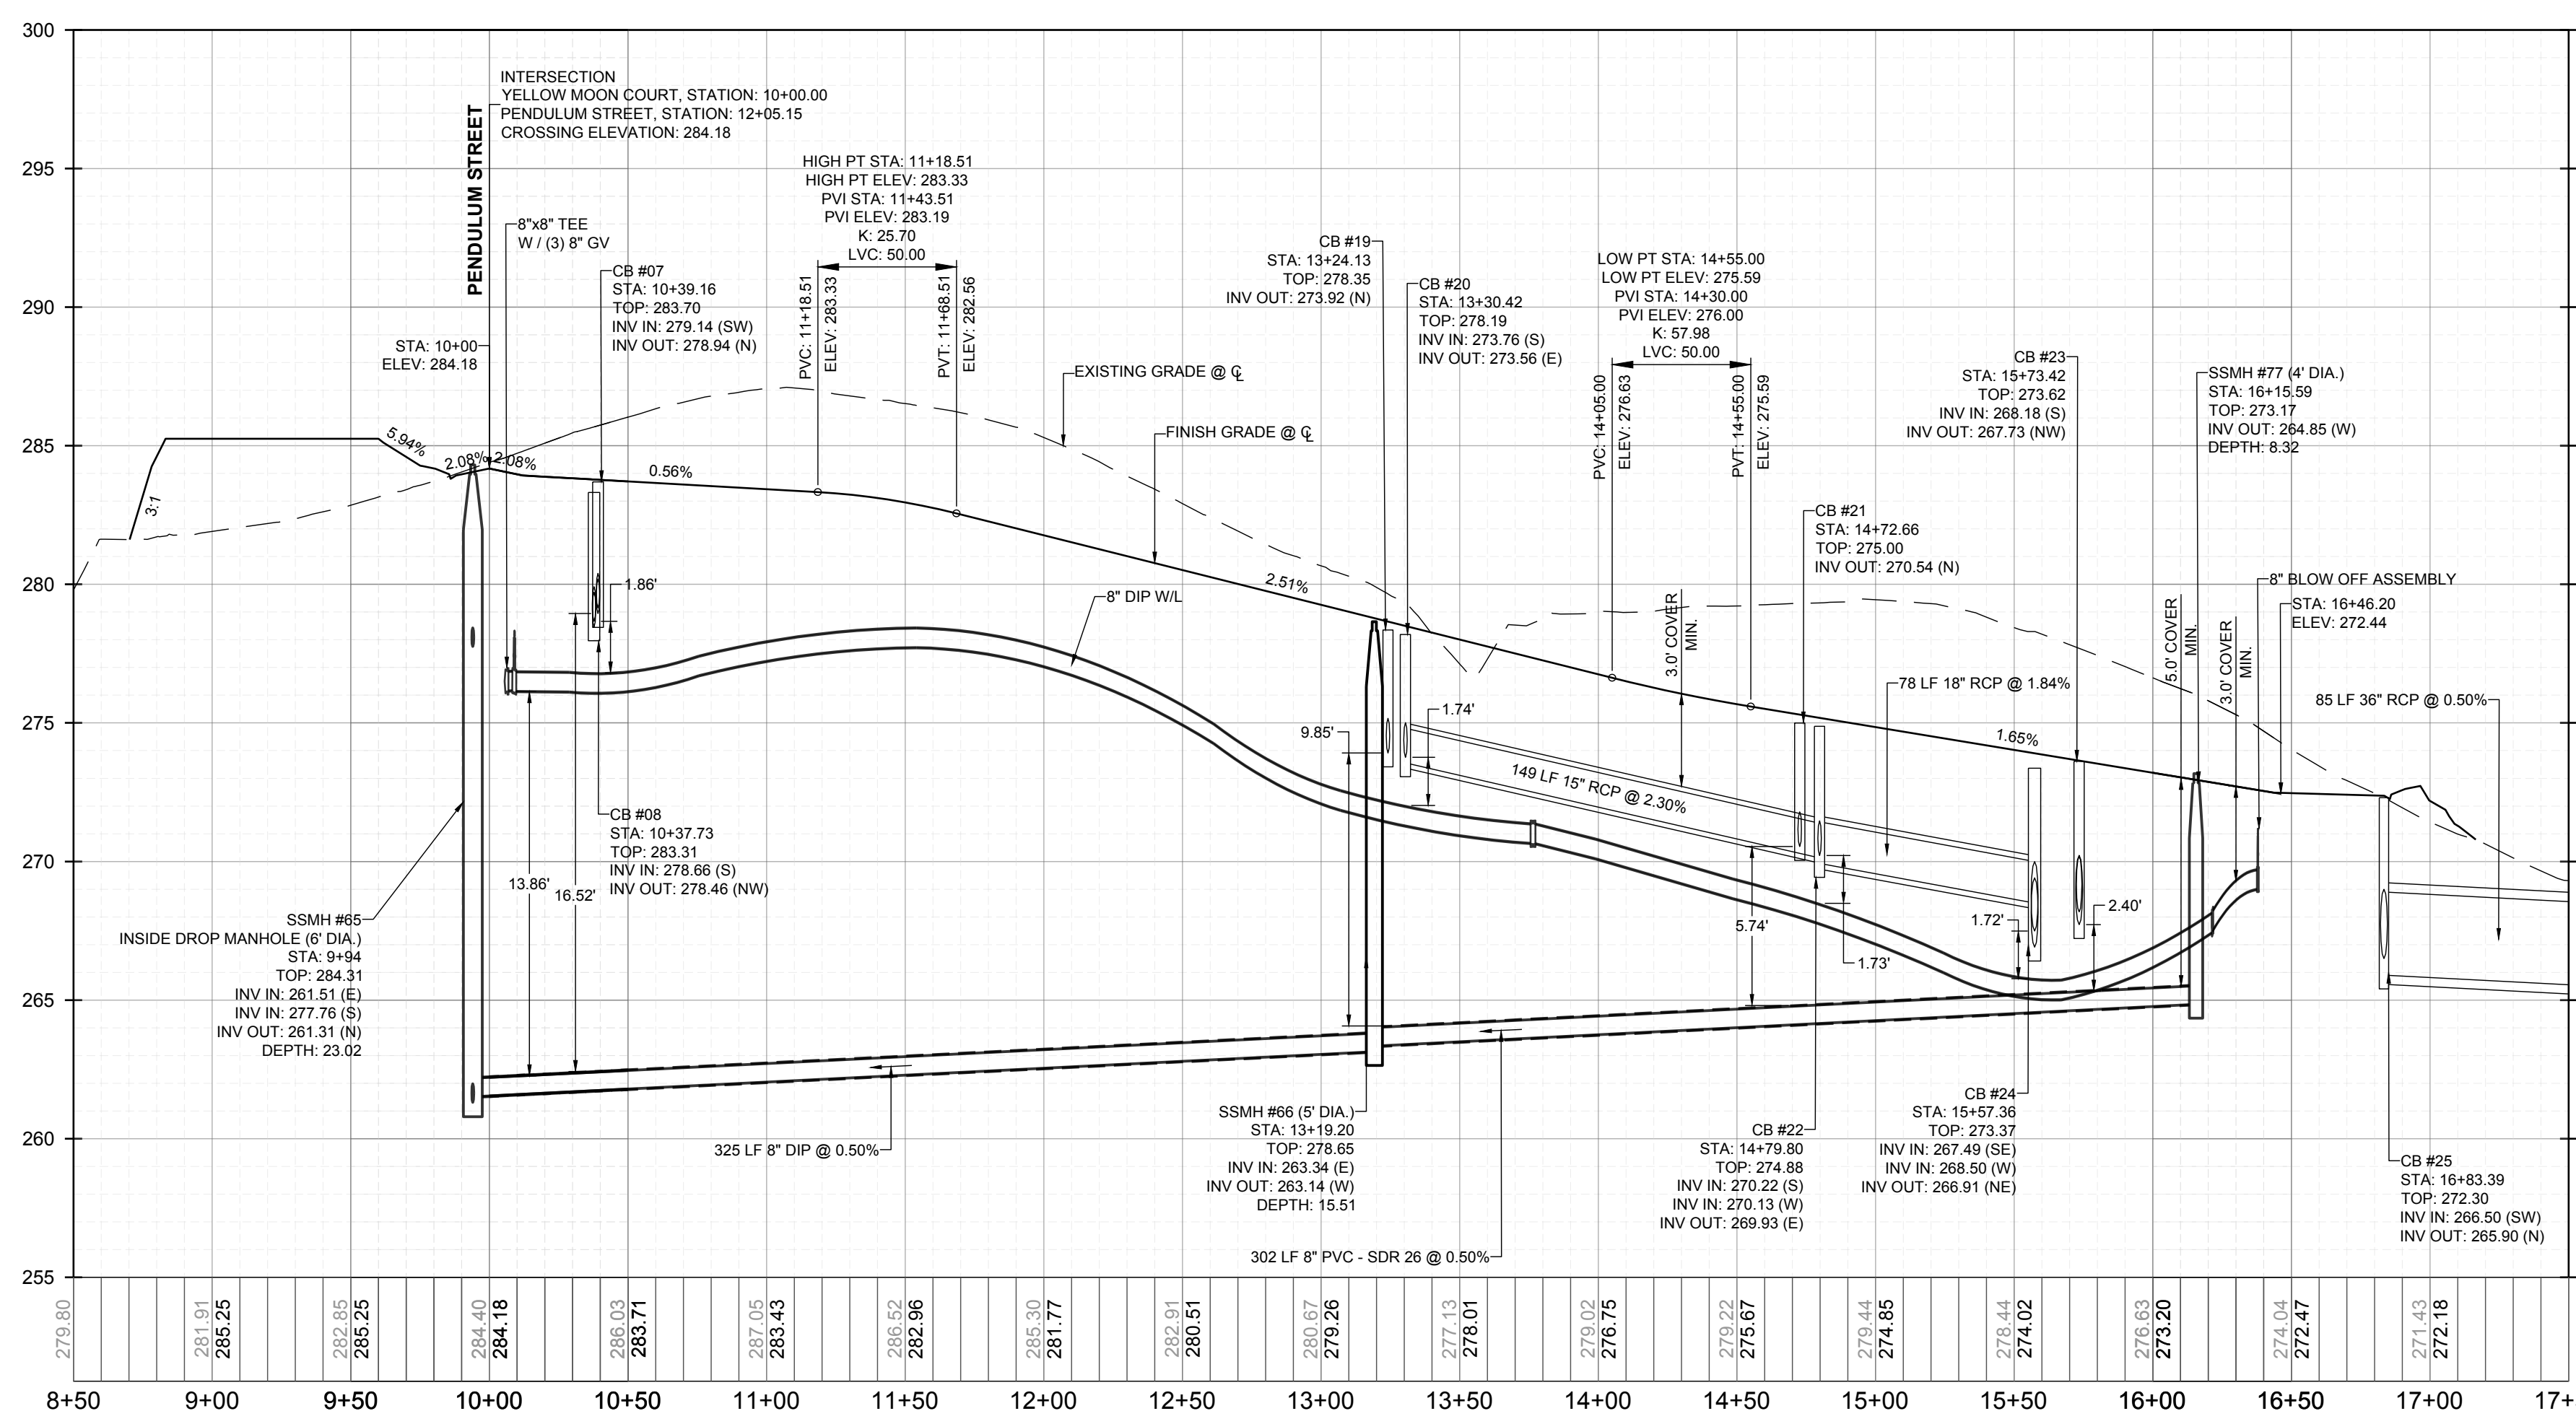 300
295
290
285
280
275
270
265
260
255
INTERSECTION
YELLOW MOON COURT, STATION: 10+00.00
PENDULUM STREET, STATION: 12+05.15
CROSSING ELEVATION: 284.18
PENDULUM STREET
8"x8" TEE
W / (3) 8" GV
CB #07
STA: 10+39.16
TOP: 283.70
INV IN: 279.14 (SW)
INV OUT: 278.94 (N)
STA: 10+00
ELEV: 284.18
HIGH PT STA: 11+18.51
HIGH PT ELEV: 283.33
PVI STA: 11+43.51
PVI ELEV: 283.19
K: 25.70
LVC: 50.00
PVC: 11+18.51
ELEV: 283.33
PVT: 11+68.51
ELEV: 282.56
EXISTING GRADE @ ℄
FINISH GRADE @ ℄
CB #19
STA: 13+24.13
TOP: 278.35
INV OUT: 273.92 (N)
CB #20
STA: 13+30.42
TOP: 278.19
INV IN: 273.76 (S)
INV OUT: 273.56 (E)
LOW PT STA: 14+55.00
LOW PT ELEV: 275.59
PVI STA: 14+30.00
PVI ELEV: 276.00
K: 57.98
LVC: 50.00
PVC: 14+05.00
ELEV: 276.63
PVT: 14+55.00
ELEV: 275.59
CB #23
STA: 15+73.42
TOP: 273.62
INV IN: 268.18 (S)
INV OUT: 267.73 (NW)
SSMH #77 (4' DIA.)
STA: 16+15.59
TOP: 273.17
INV OUT: 264.85 (W)
DEPTH: 8.32
CB #21
STA: 14+72.66
TOP: 275.00
INV OUT: 270.54 (N)
8" BLOW OFF ASSEMBLY
STA: 16+46.20
ELEV: 272.44
3:1
5.94%
2.08%
2.08%
0.56%
2.51%
1.65%
1.86'
8" DIP W/L
3.0' COVER
MIN.
5.0' COVER
MIN.
3.0' COVER
MIN.
78 LF 18" RCP @ 1.84%
85 LF 36" RCP @ 0.50%
9.85'
1.74'
149 LF 15" RCP @ 2.30%
CB #08
STA: 10+37.73
TOP: 283.31
INV IN: 278.66 (S)
INV OUT: 278.46 (NW)
13.86'
16.52'
5.74'
1.73'
1.72'
2.40'
SSMH #65
INSIDE DROP MANHOLE (6' DIA.)
STA: 9+94
TOP: 284.31
INV IN: 261.51 (E)
INV IN: 277.76 (S)
INV OUT: 261.31 (N)
DEPTH: 23.02
325 LF 8" DIP @ 0.50%
SSMH #66 (5' DIA.)
STA: 13+19.20
TOP: 278.65
INV IN: 263.34 (E)
INV OUT: 263.14 (W)
DEPTH: 15.51
302 LF 8" PVC - SDR 26 @ 0.50%
CB #22
STA: 14+79.80
TOP: 274.88
INV IN: 270.22 (S)
INV IN: 270.13 (W)
INV OUT: 269.93 (E)
CB #24
STA: 15+57.36
TOP: 273.37
INV IN: 267.49 (SE)
INV IN: 268.50 (W)
INV OUT: 266.91 (NE)
CB #25
STA: 16+83.39
TOP: 272.30
INV IN: 266.50 (SW)
INV OUT: 265.90 (N)
279.80
281.91
285.25
282.85
285.25
284.40
284.18
286.03
283.71
287.05
283.43
286.52
282.96
285.30
281.77
282.91
280.51
280.67
279.26
277.13
278.01
279.02
276.75
279.22
275.67
279.44
274.85
278.44
274.02
276.63
273.20
274.04
272.47
271.43
272.18
8+50 9+00 9+50 10+00 10+50 11+00 11+50 12+00 12+50 13+00 13+50 14+00 14+50 15+00 15+50 16+00 16+50 17+00 17+